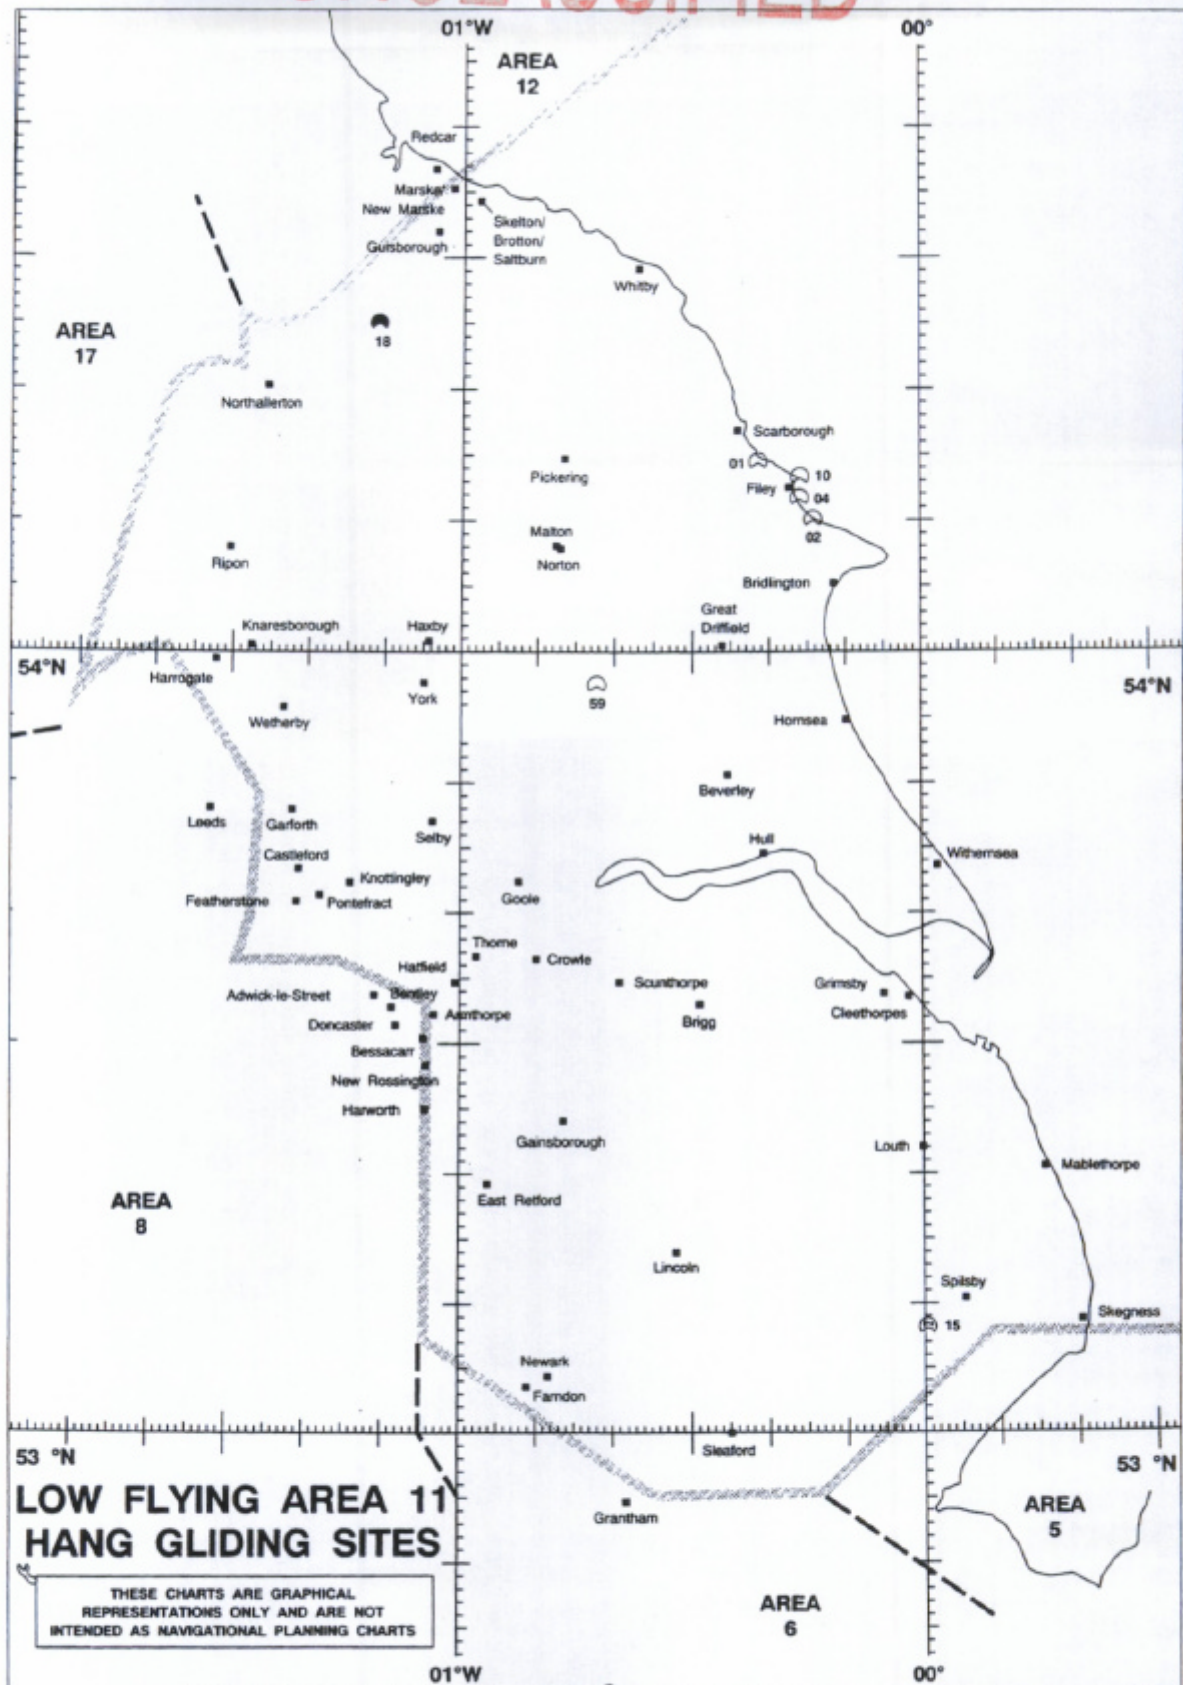 01°W
00°
AREA
12
Redcar
Marske/
New Marske
Guisborough
Skelton/
Brotton/
Saltburn
Whitby
AREA
17
18
Northallerton
Scarborough
01
10
Pickering
Filey
04
02
Malton
Norton
Ripon
Bridlington
Great
Driffield
Knaresborough
Haxby
54°N
Harrogate
York
59
54°N
Wetherby
Hornsea
Beverley
Leeds
Garforth
Selby
Hull
Castleford
Withernsea
Knottingley
Featherstone
Pontefract
Goole
Thorne
Hatfield
Crowle
Adwick-le-Street
Bentley
Scunthorpe
Grimsby
Doncaster
Armthorpe
Brigg
Cleethorpes
Bessacarr
New Rossington
Harworth
Gainsborough
Louth
Mablethorpe
AREA
8
East Retford
Lincoln
Spilsby
Skegness
15
Newark
Farndon
53 °N
Sleaford
53 °N
LOW FLYING AREA 11
HANG GLIDING SITES
Grantham
AREA
5
THESE CHARTS ARE GRAPHICAL
REPRESENTATIONS ONLY AND ARE NOT
INTENDED AS NAVIGATIONAL PLANNING CHARTS
AREA
6
01°W
00°